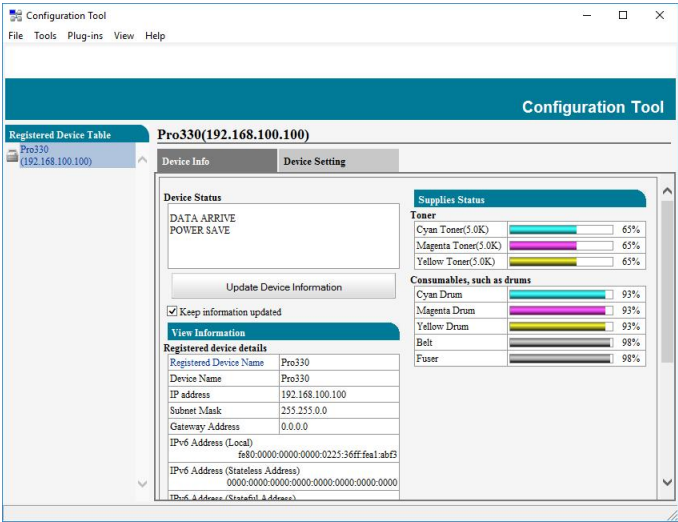 Configuration Tool
File Tools Plug-ins View Help
Configuration Tool
Registered Device Table
Pro330
(192.168.100.100)
Pro330(192.168.100.100)
Device Info Device Setting
Device Status
DATA ARRIVE
POWER SAVE
Update Device Information
Keep information updated
View Information
Registered device details
Registered Device Name Pro330
Device Name Pro330
IP address 192.168.100.100
Subnet Mask 255.255.0.0
Gateway Address 0.0.0.0
IPv6 Address (Local)
fe80:0000:0000:0000:0225:36ff:fea1:abf3
IPv6 Address (Stateless Address)
0000:0000:0000:0000:0000:0000:0000:0000
IPv6 Address (Stateful Address)
Supplies Status
Toner
Cyan Toner(5.0K) 65%
Magenta Toner(5.0K) 65%
Yellow Toner(5.0K) 65%
Consumables, such as drums
Cyan Drum 93%
Magenta Drum 93%
Yellow Drum 93%
Belt 98%
Fuser 98%